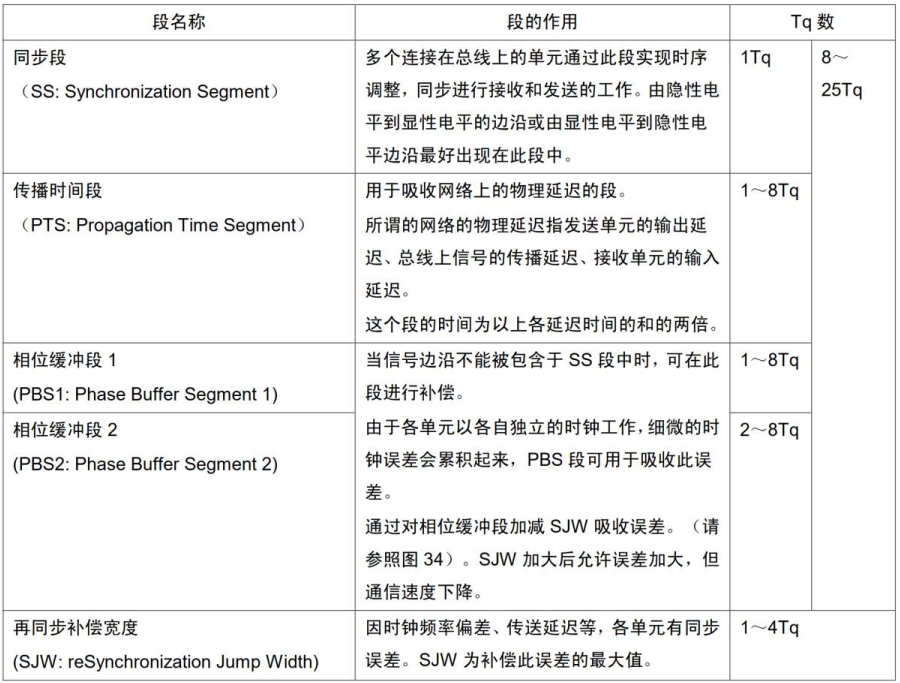 段名称 段的作用 Tq 数
同步段
（SS: Synchronization Segment）
多个连接在总线上的单元通过此段实现时序
调整，同步进行接收和发送的工作。由隐性电
平到显性电平的边沿或由显性电平到隐性电
平边沿最好出现在此段中。
1Tq
8～
25Tq
传播时间段
（PTS: Propagation Time Segment）
用于吸收网络上的物理延迟的段。
所谓的网络的物理延迟指发送单元的输出延
迟、总线上信号的传播延迟、接收单元的输入
延迟。
这个段的时间为以上各延迟时间的和的两倍。
1～8Tq
相位缓冲段 1
(PBS1: Phase Buffer Segment 1)
当信号边沿不能被包含于 SS 段中时，可在此
段进行补偿。
1～8Tq
相位缓冲段 2
(PBS2: Phase Buffer Segment 2)
由于各单元以各自独立的时钟工作，细微的时
钟误差会累积起来，PBS 段可用于吸收此误
差。
通过对相位缓冲段加减 SJW 吸收误差。（请
参照图 34）。SJW 加大后允许误差加大，但
通信速度下降。
2～8Tq
再同步补偿宽度
(SJW: reSynchronization Jump Width)
因时钟频率偏差、传送延迟等，各单元有同步
误差。SJW 为补偿此误差的最大值。
1～4Tq